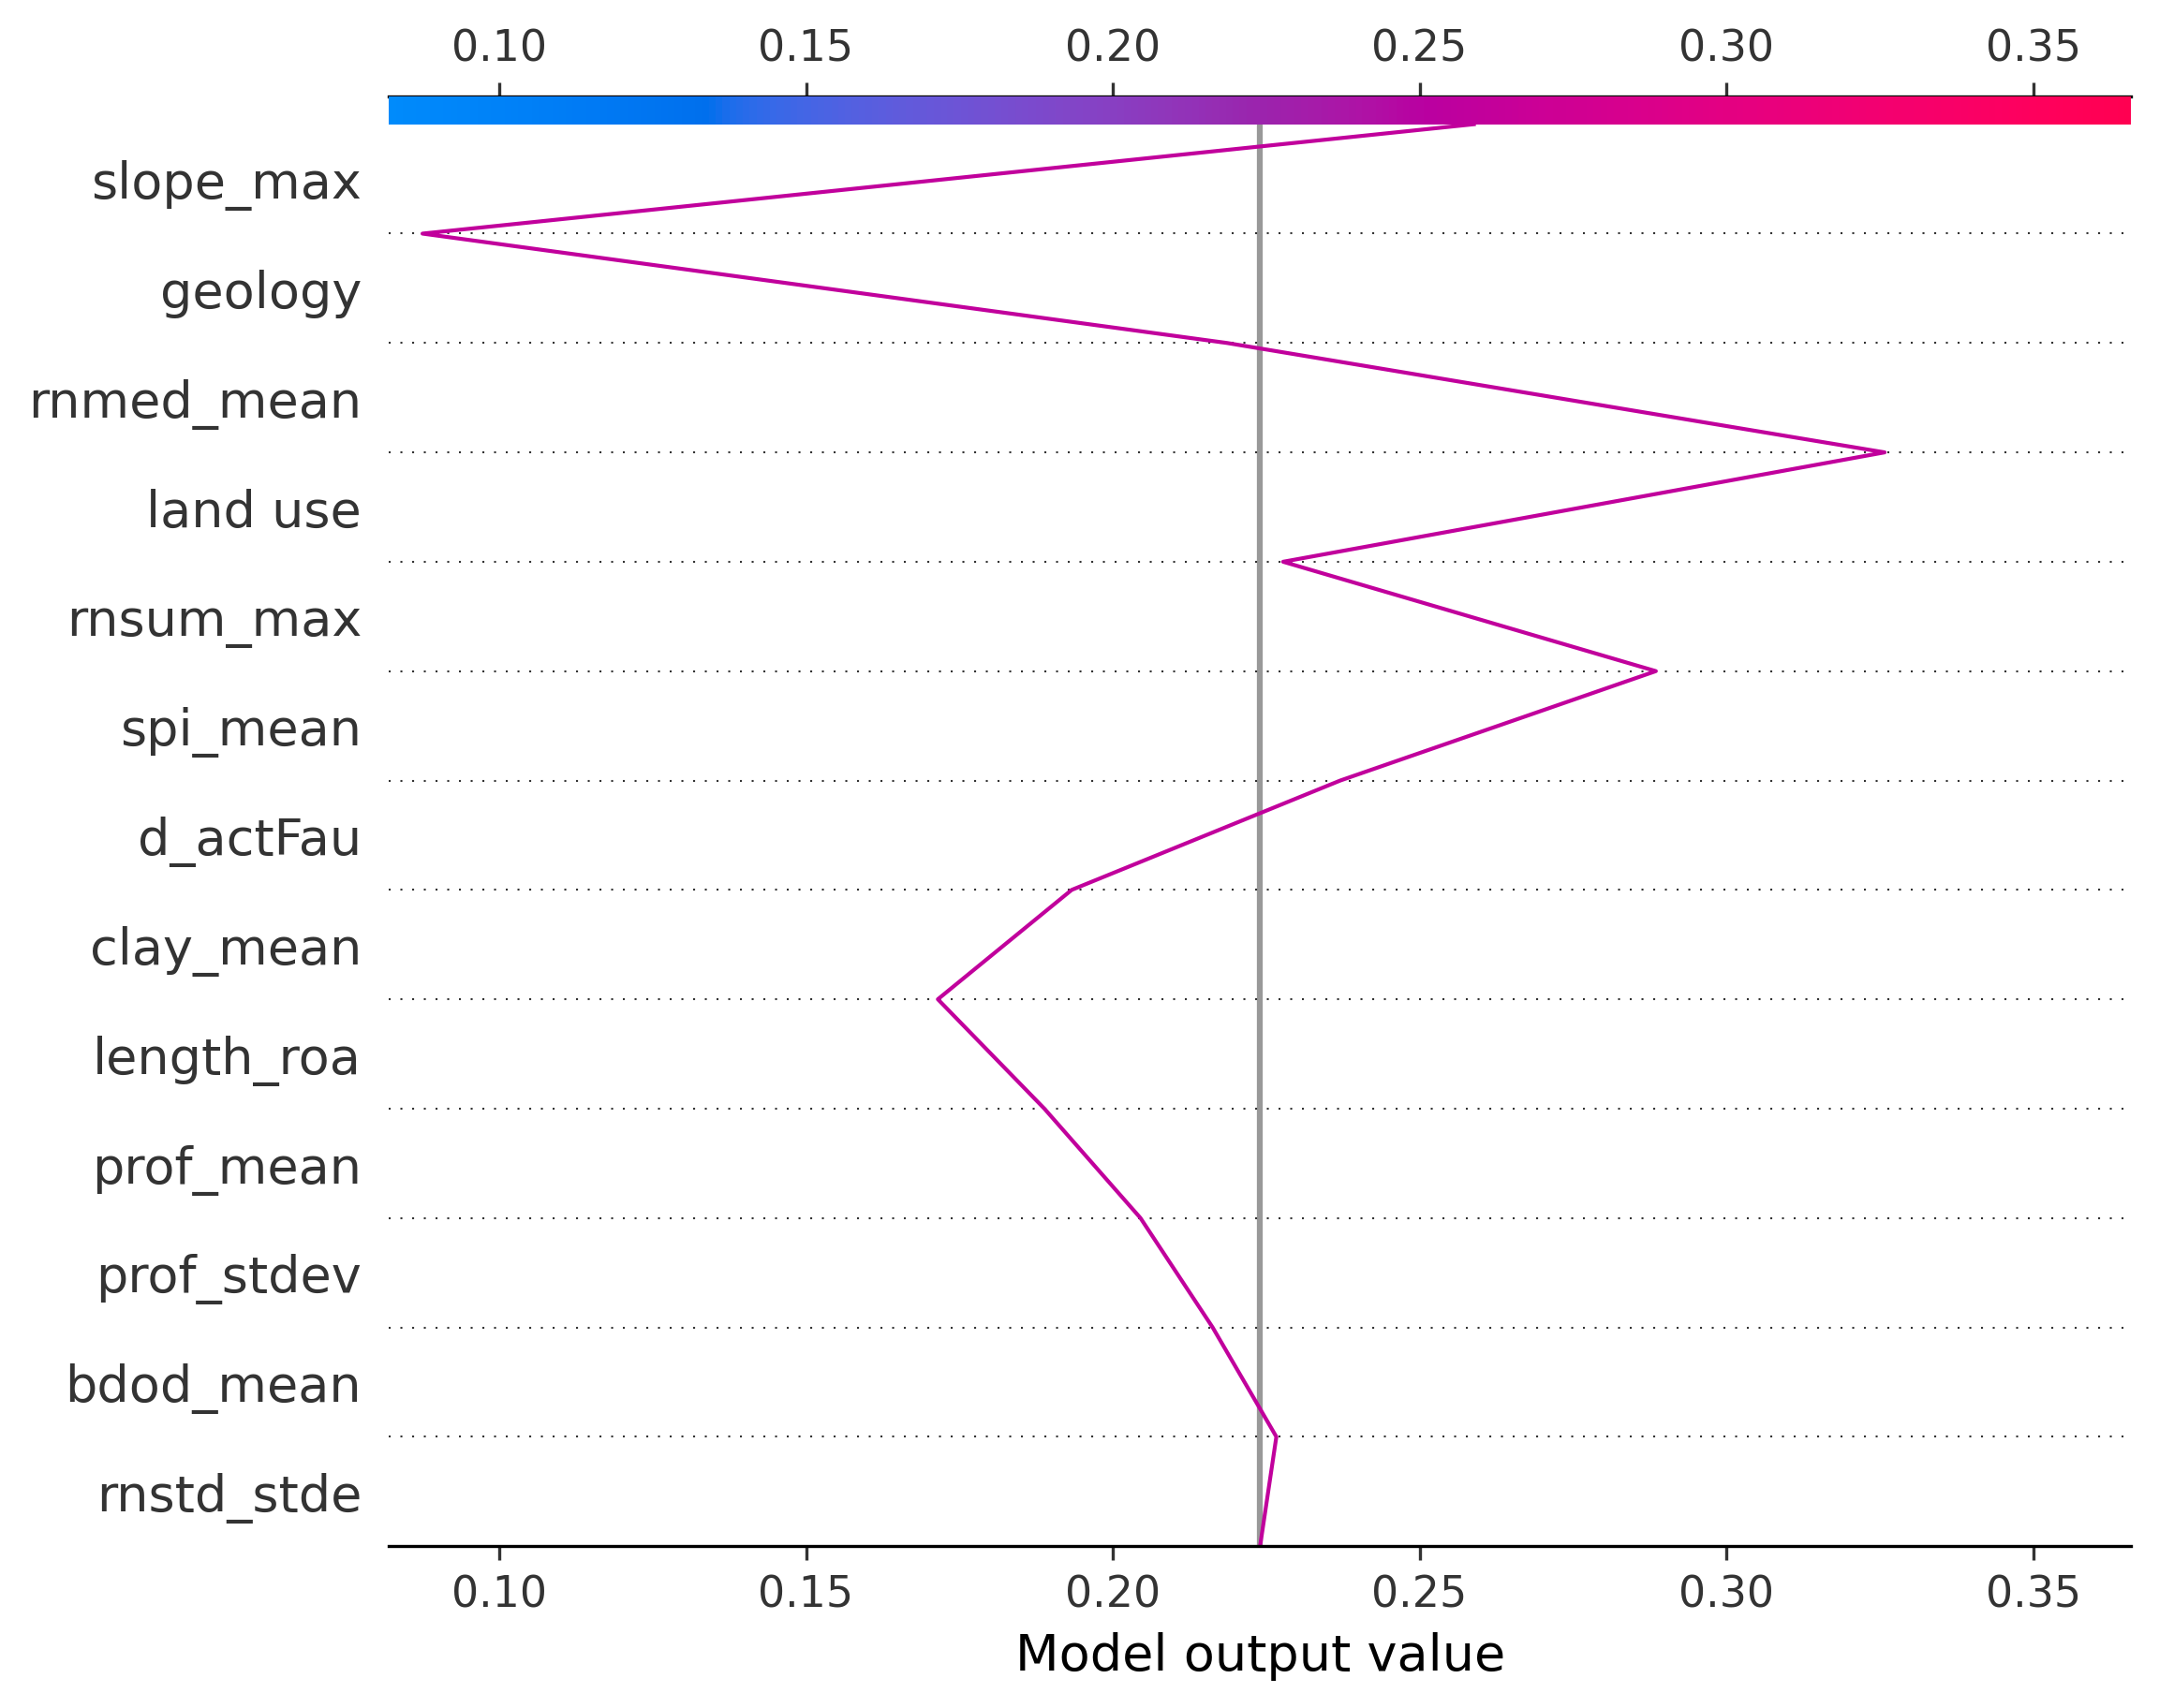 0.10 0.15 0.20 0.25 0.30 0.35
slope_max
geology
rnmed_mean
land use
rnsum_max
spi_mean
d_actFau
clay_mean
length_roa
prof_mean
prof_stdev
bdod_mean
rnstd_stde
0.10 0.15 0.20 0.25 0.30 0.35
Model output value